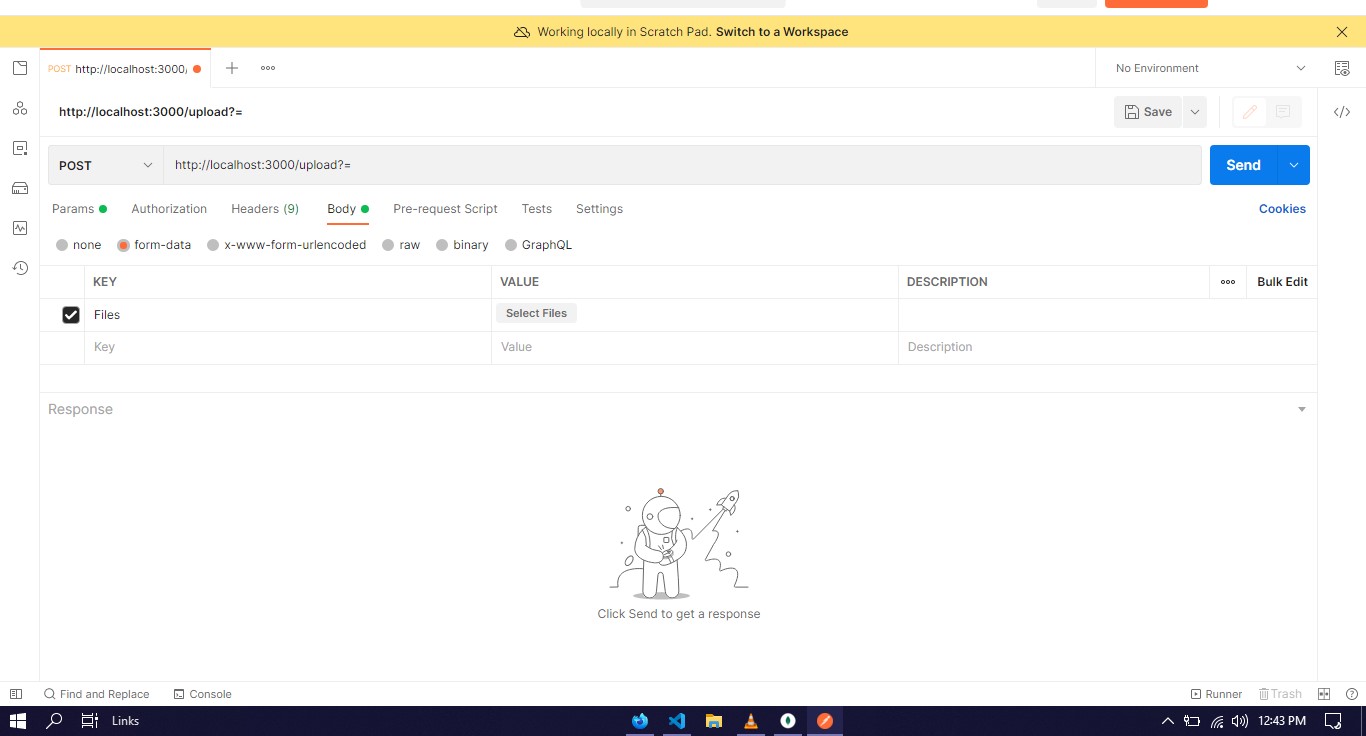 Working locally in Scratch Pad. Switch to a Workspace
POST http://localhost:3000/
No Environment
http://localhost:3000/upload?=
Save
POST http://localhost:3000/upload?= Send
Params Authorization Headers (9) Body Pre-request Script Tests Settings Cookies
none form-data x-www-form-urlencoded raw binary GraphQL
KEY VALUE DESCRIPTION Bulk Edit
Files Select Files
Key Value Description
Response
Click Send to get a response
Find and Replace Console Runner Trash
Links 12:43 PM